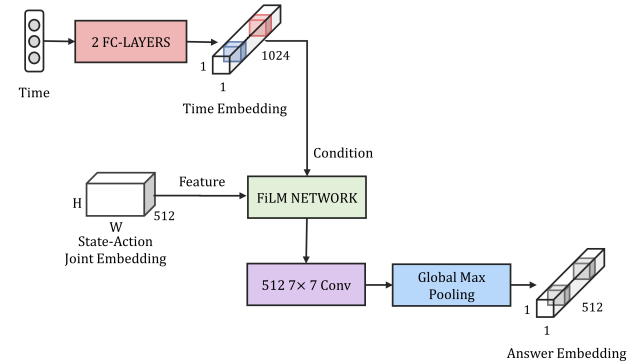 2 FC-LAYERS
1
1024
1
Time
Time Embedding
Condition
Feature
H
FiLM NETWORK
512
W
State-Action
Joint Embedding
512 7× 7 Conv
Global Max
Pooling
1
512
1
Answer Embedding